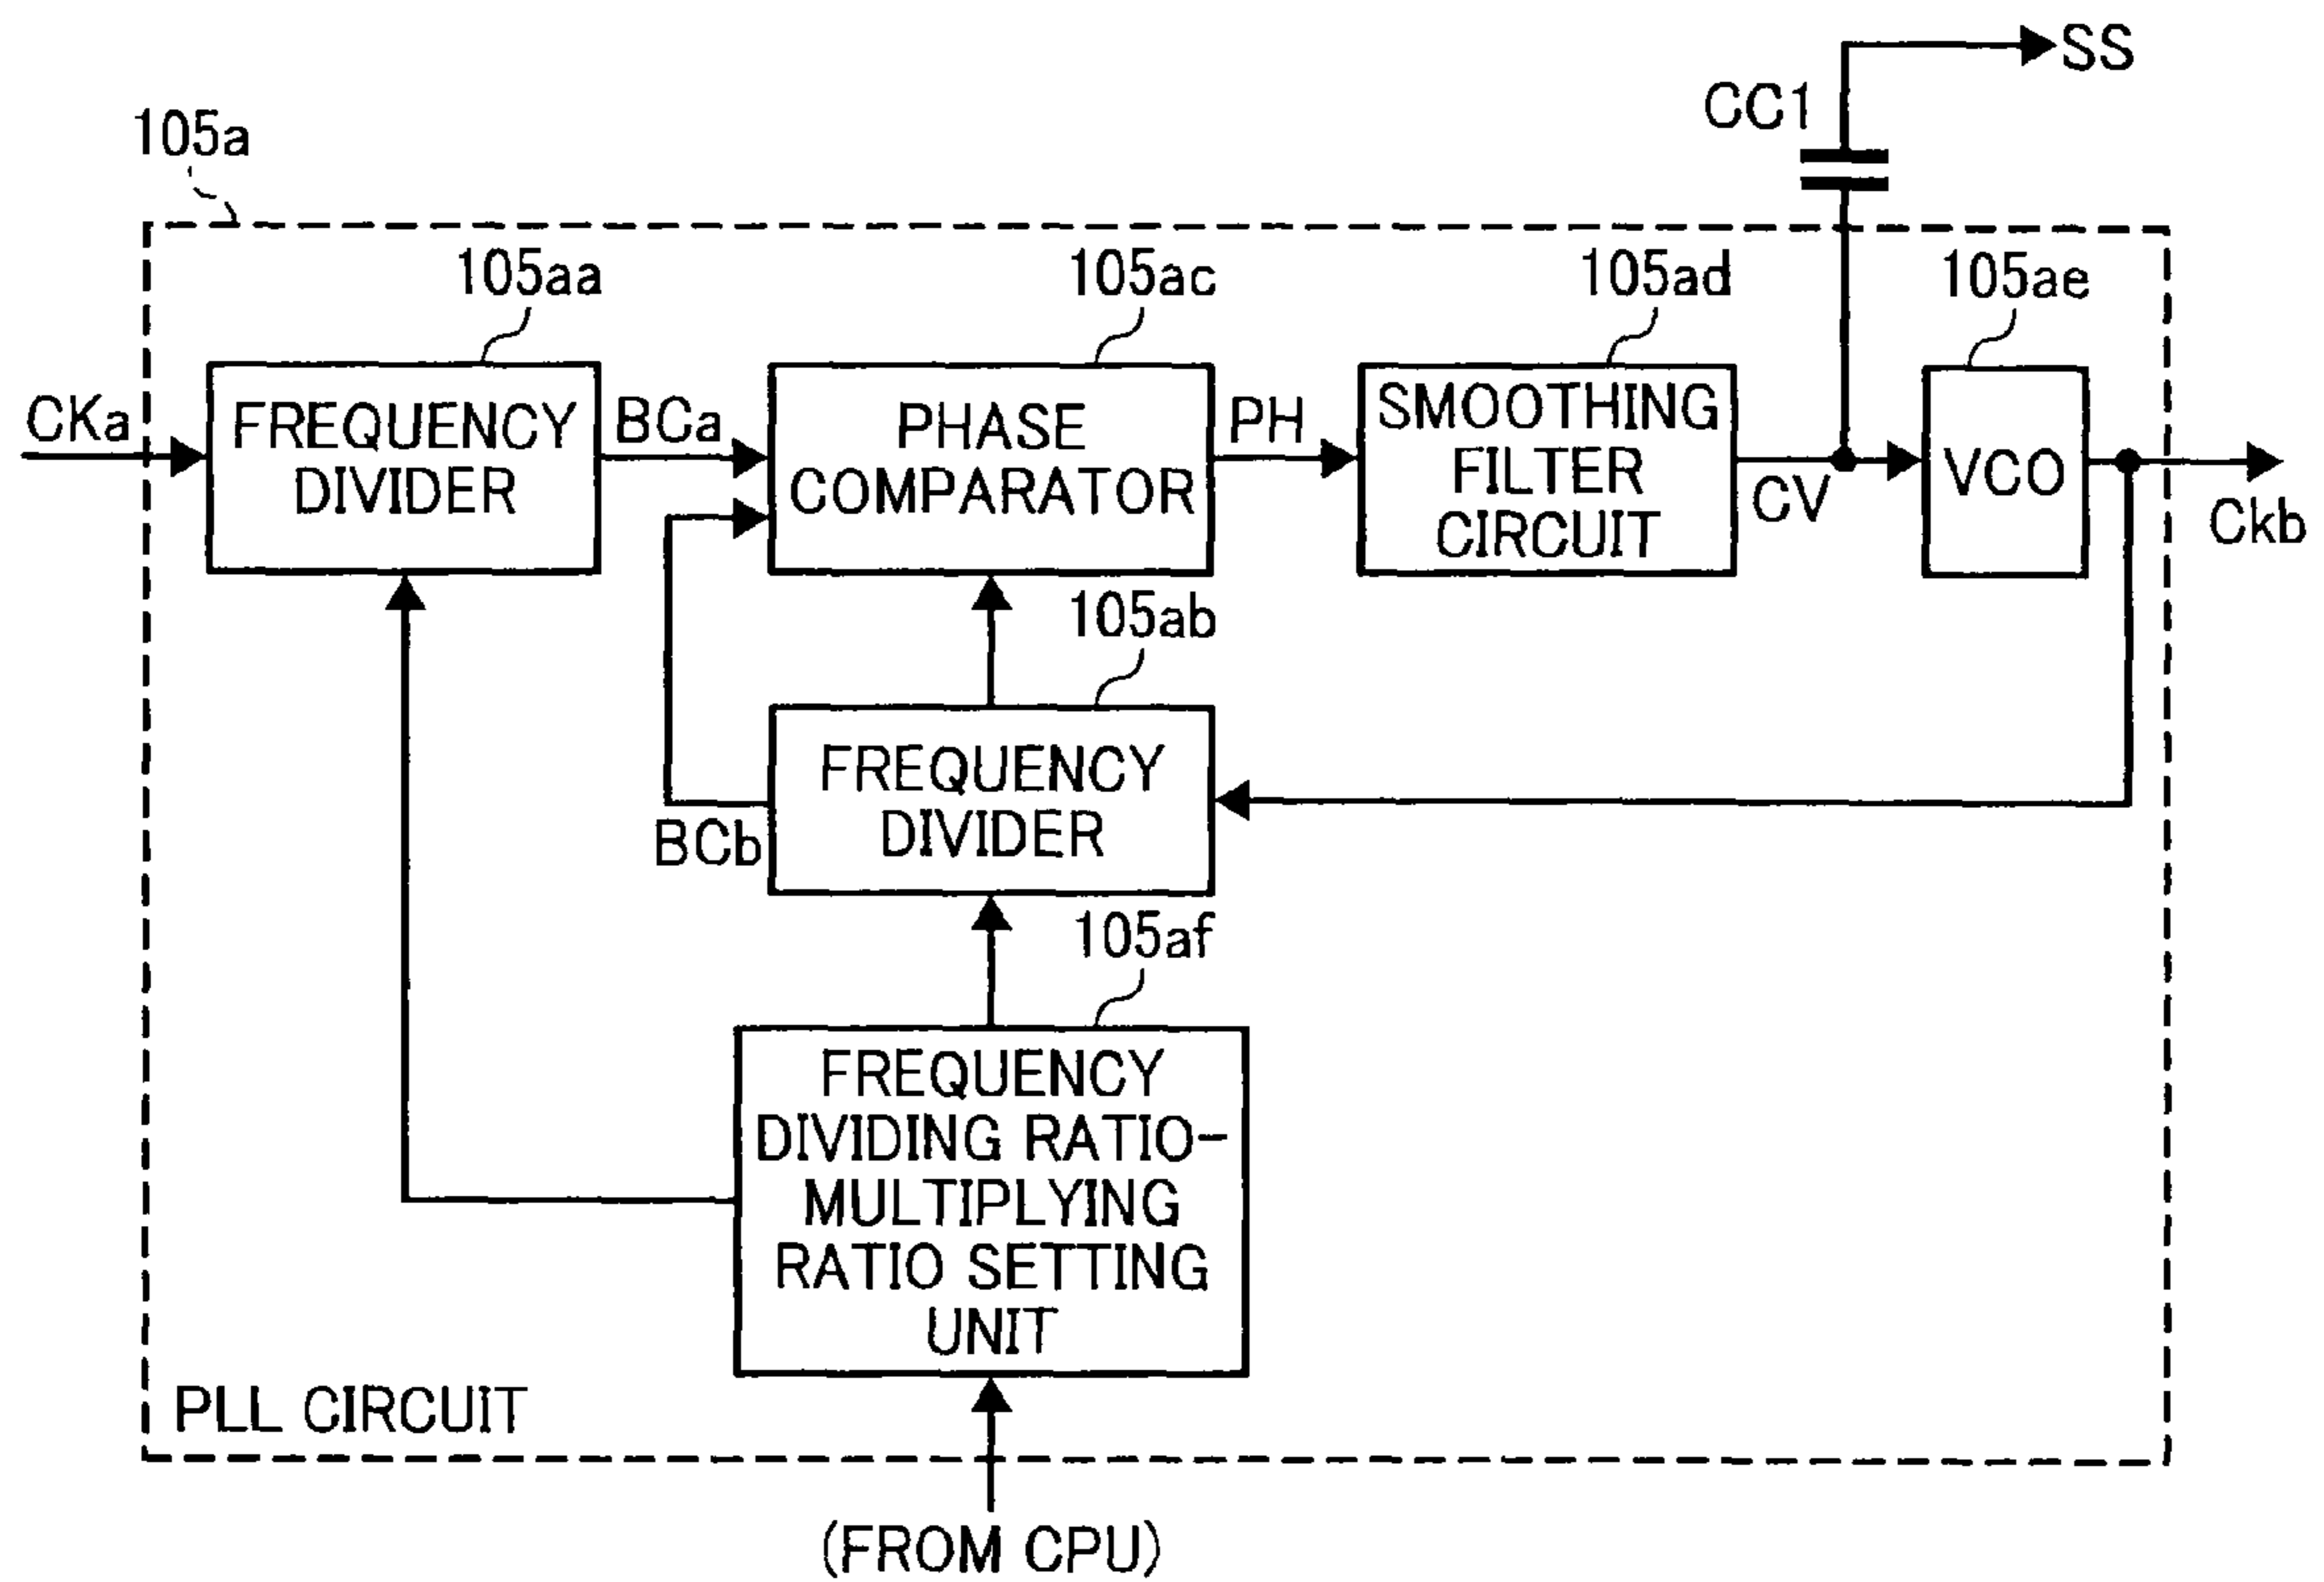 SS
CC1
105a
105aa
105ac
105ad
105ae
CKa
FREQUENCY
DIVIDER
BCa
PHASE
COMPARATOR
PH
SMOOTHING
FILTER
CIRCUIT
CV
VCO
Ckb
105ab
FREQUENCY
DIVIDER
BCb
105af
FREQUENCY
DIVIDING RATIO-
MULTIPLYING
RATIO SETTING
UNIT
PLL CIRCUIT
(FROM CPU)